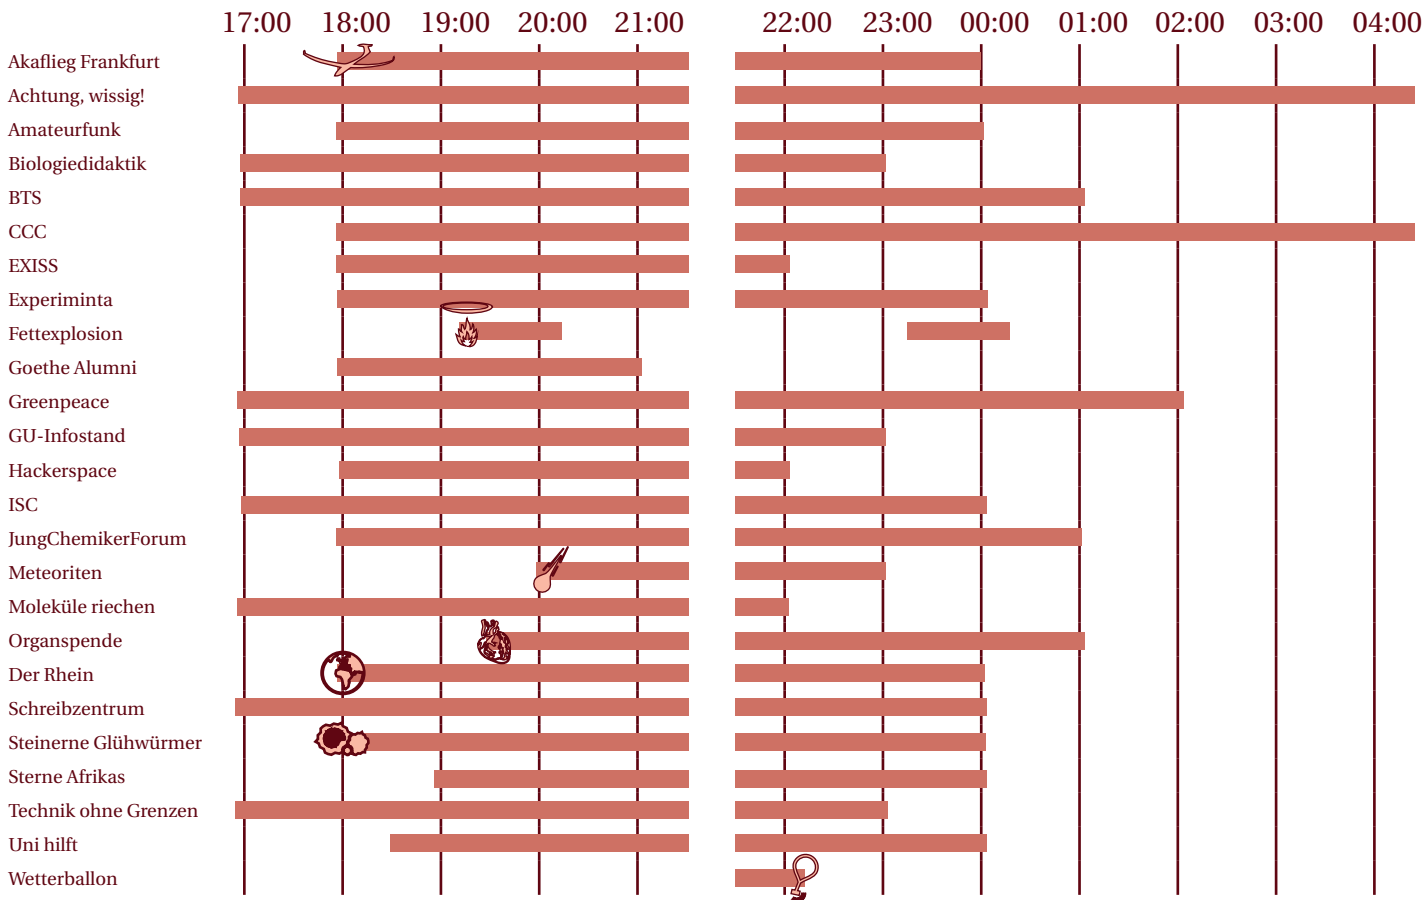 17:00 18:00 19:00 20:00 21:00 22:00 23:00 00:00 01:00 02:00 03:00 04:00
Akaflieg Frankfurt
Achtung, wissig!
Amateurfunk
Biologiedidaktik
BTS
CCC
EXISS
Experiminta
Fettexplosion
Goethe Alumni
Greenpeace
GU-Infostand
Hackerspace
ISC
JungChemikerForum
Meteoriten
Moleküle riechen
Organspende
Der Rhein
Schreibzentrum
Steinerne Glühwürmer
Sterne Afrikas
Technik ohne Grenzen
Uni hilft
Wetterballon